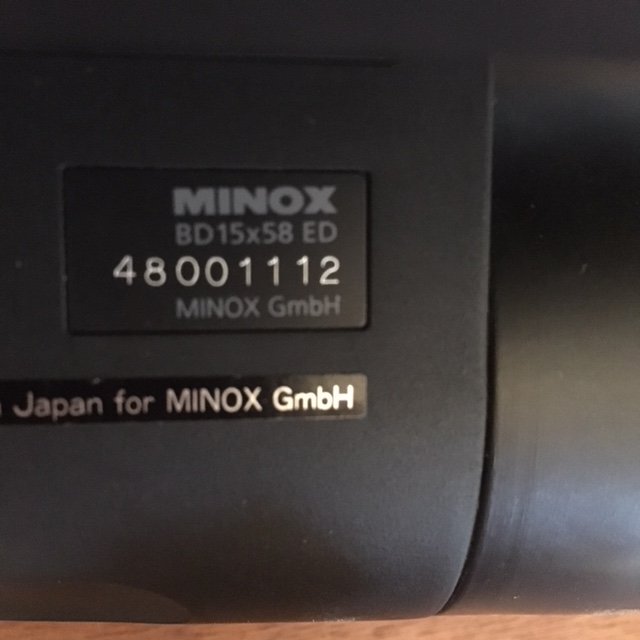 MINOX
BD15x58 ED
48001112
MINOX GmbH
Japan for MINOX GmbH